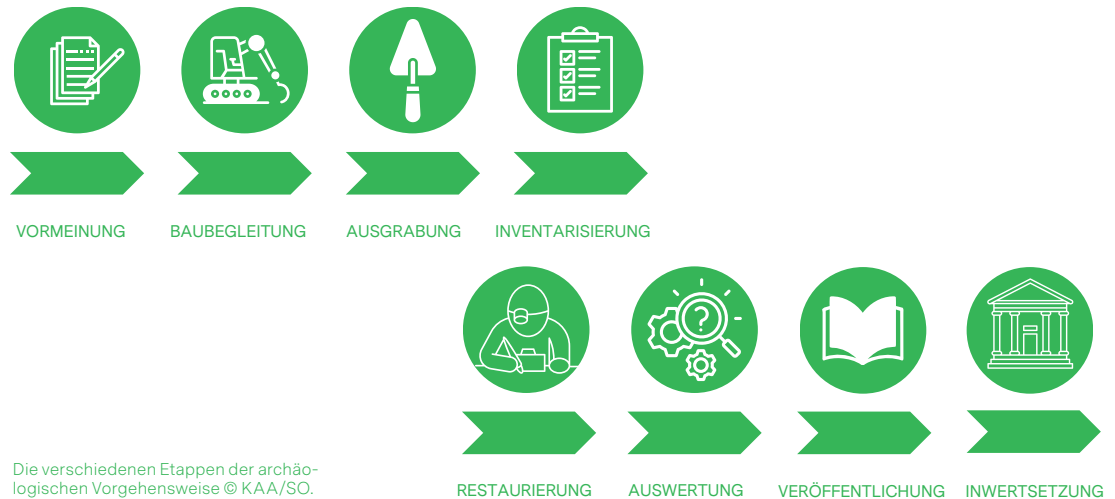 VORMEINUNG BAUBEGLEITUNG AUSGRABUNG INVENTARISIERUNG
?
RESTAURIERUNG AUSWERTUNG VERÖFFENTLICHUNG INWERTSETZUNG
Die verschiedenen Etappen der archäo-
logischen Vorgehensweise © KAA/SO.